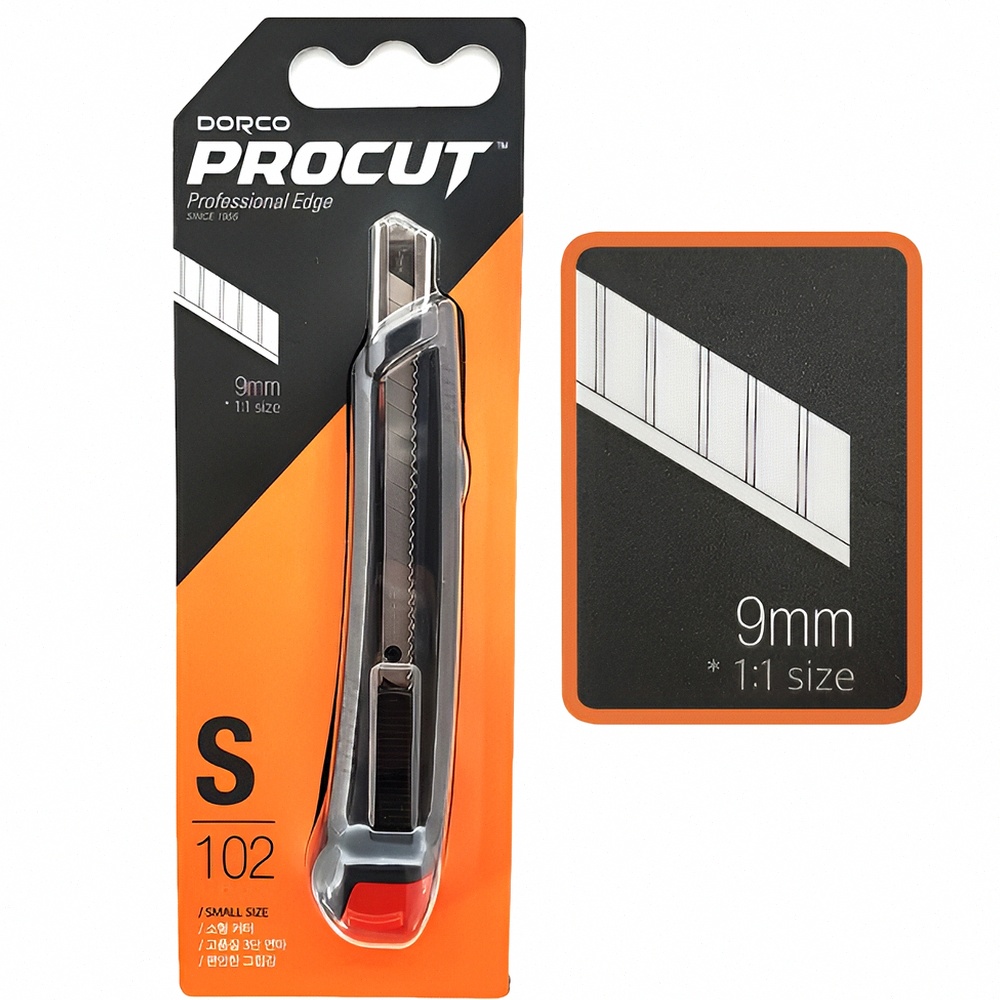 DORCO
PROCUT™
Professional Edge
SINCE 1956
9mm
* 1:1 size
S
102
/ SMALL SIZE
/ 소형 커터
/ 고품질 3단 연마
/ 편안한 그립감
9mm
* 1:1 size